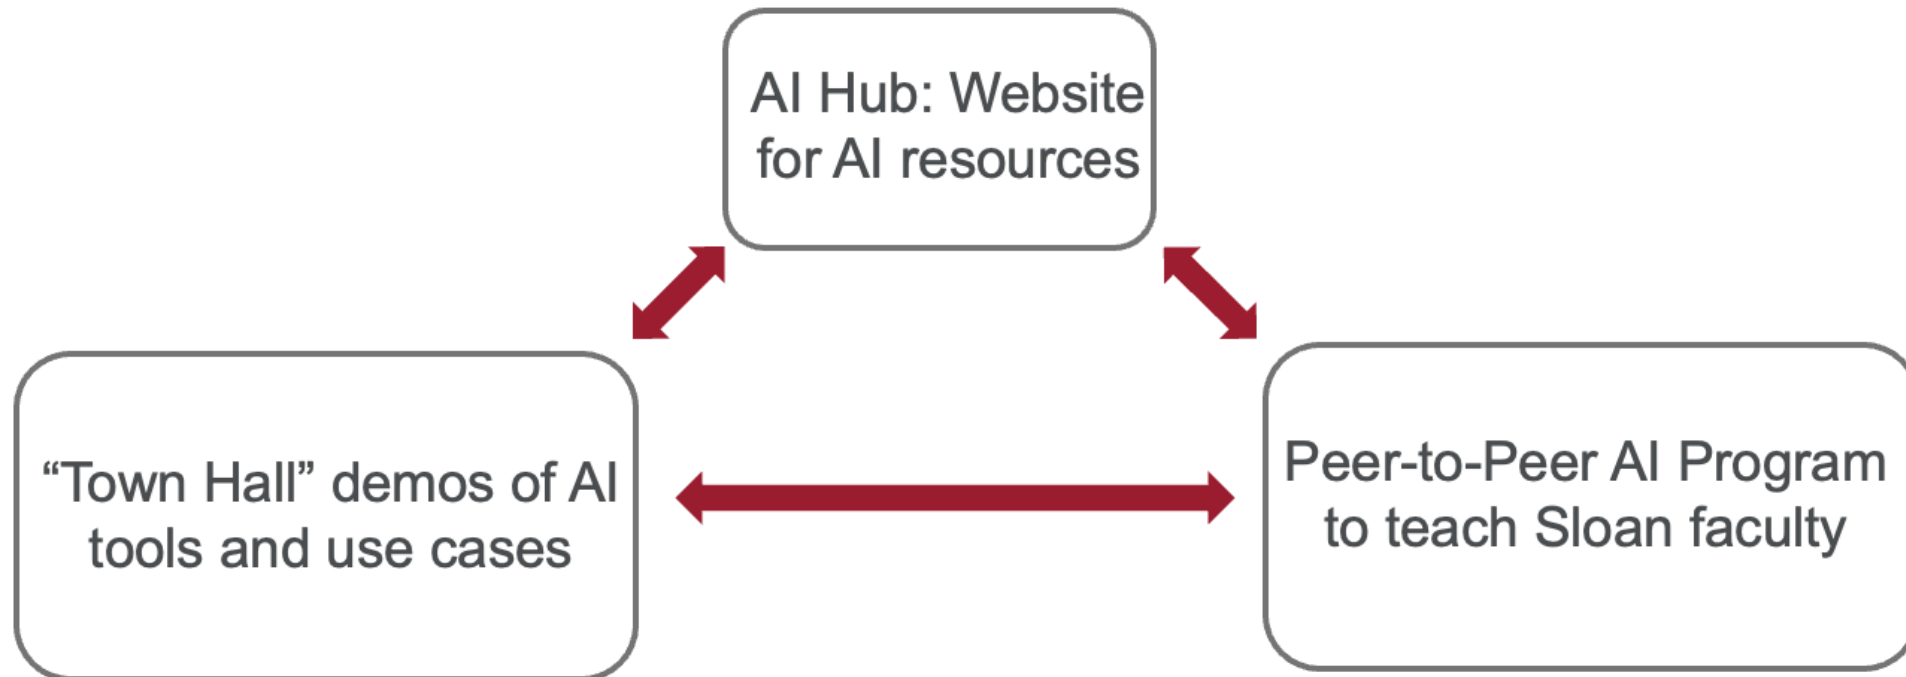 AI Hub: Website
for AI resources
“Town Hall” demos of AI
tools and use cases
Peer-to-Peer AI Program
to teach Sloan faculty